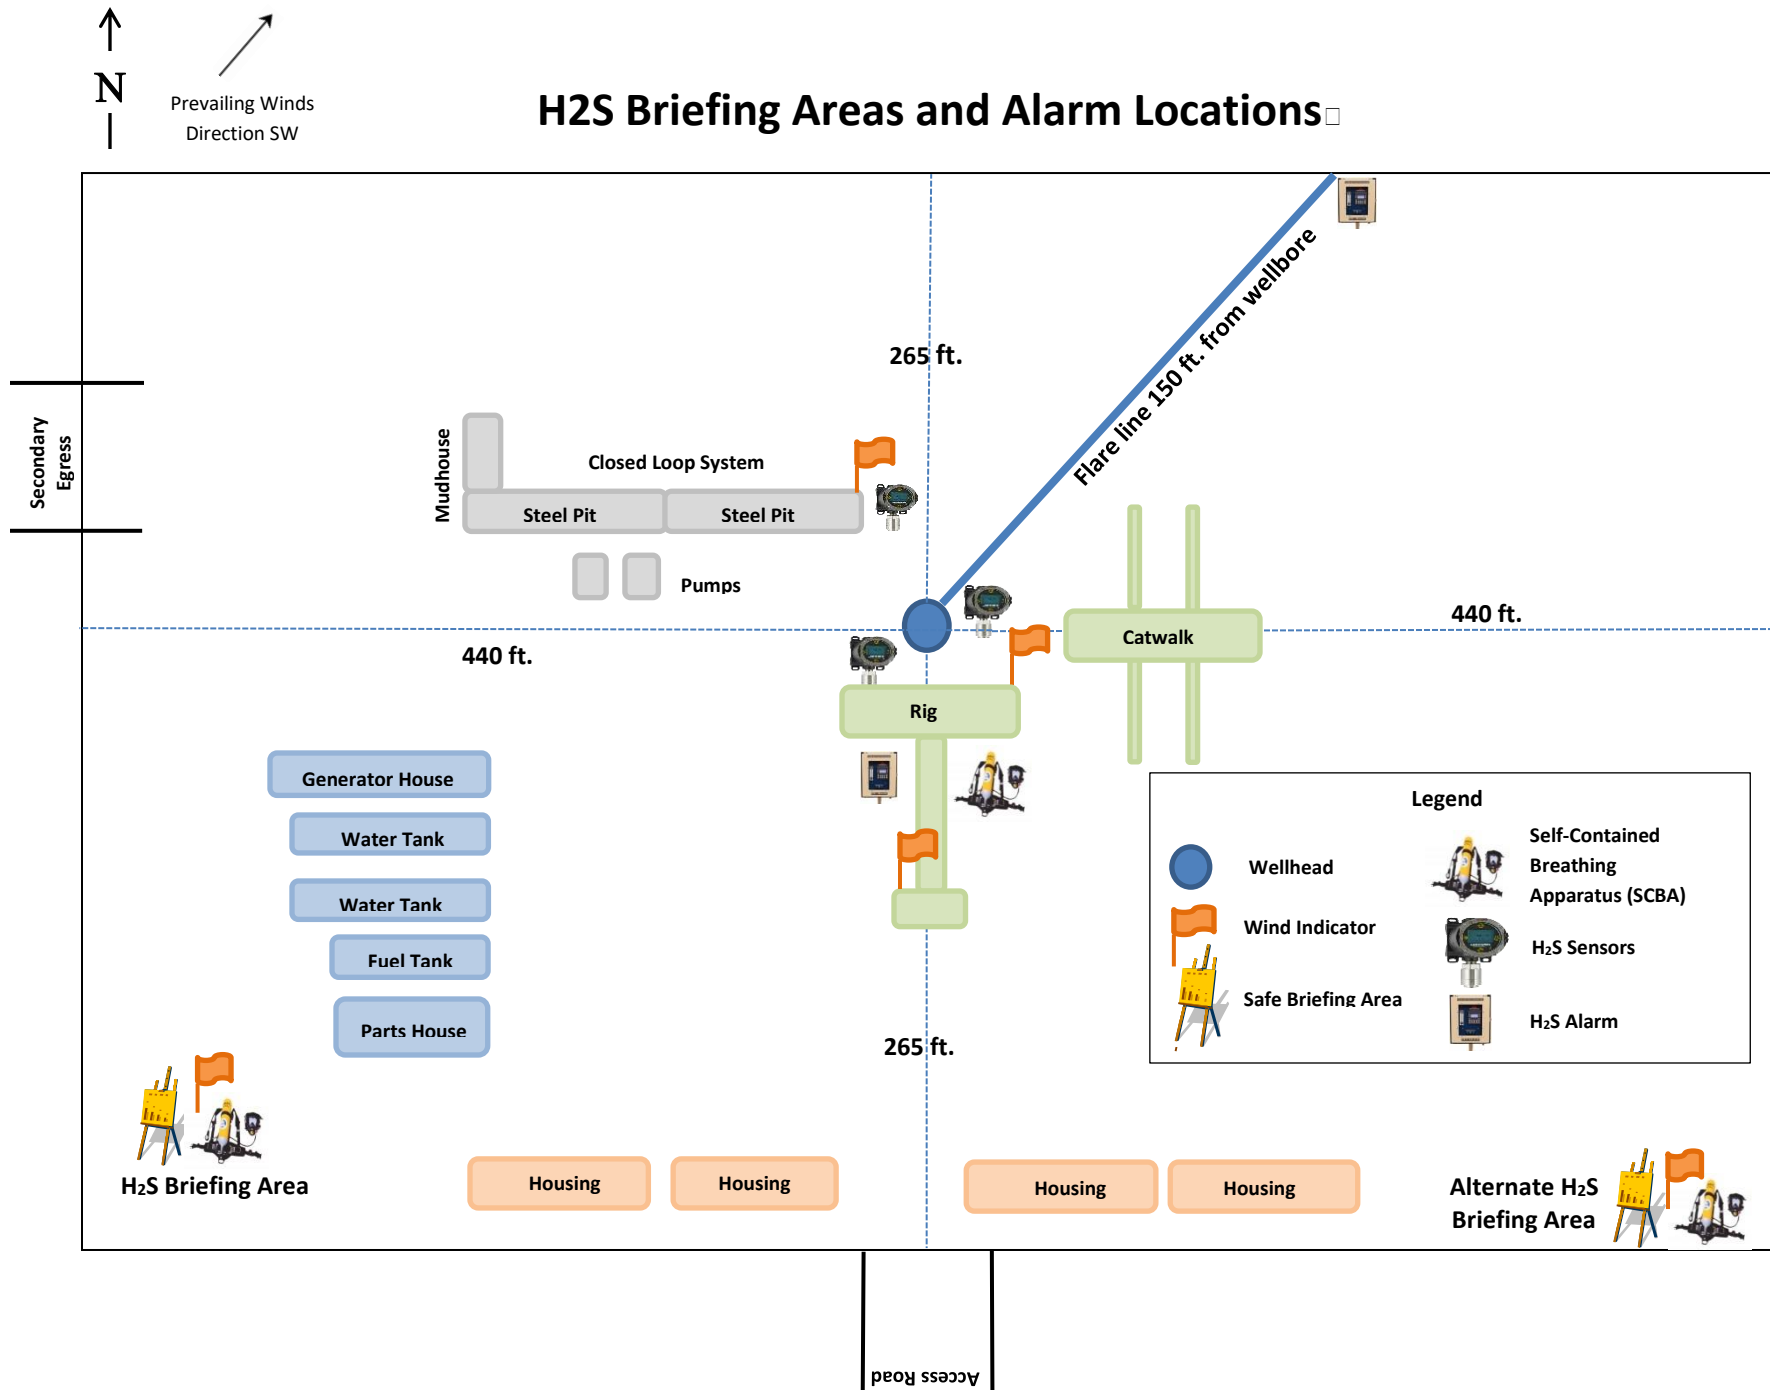 N
Prevailing Winds
Direction SW
H2S Briefing Areas and Alarm Locations□
265 ft.
Flare line 150 ft. from wellbore
Secondary
Egress
Mudhouse
Closed Loop System
Steel Pit
Steel Pit
Pumps
440 ft.
440 ft.
Catwalk
Rig
Generator House
Water Tank
Water Tank
Fuel Tank
Parts House
265 ft.
Legend
Wellhead
Wind Indicator
Safe Briefing Area
Self-Contained
Breathing
Apparatus (SCBA)
H₂S Sensors
H₂S Alarm
H₂S Briefing Area
Housing
Housing
Housing
Housing
Alternate H₂S
Briefing Area
Access Road